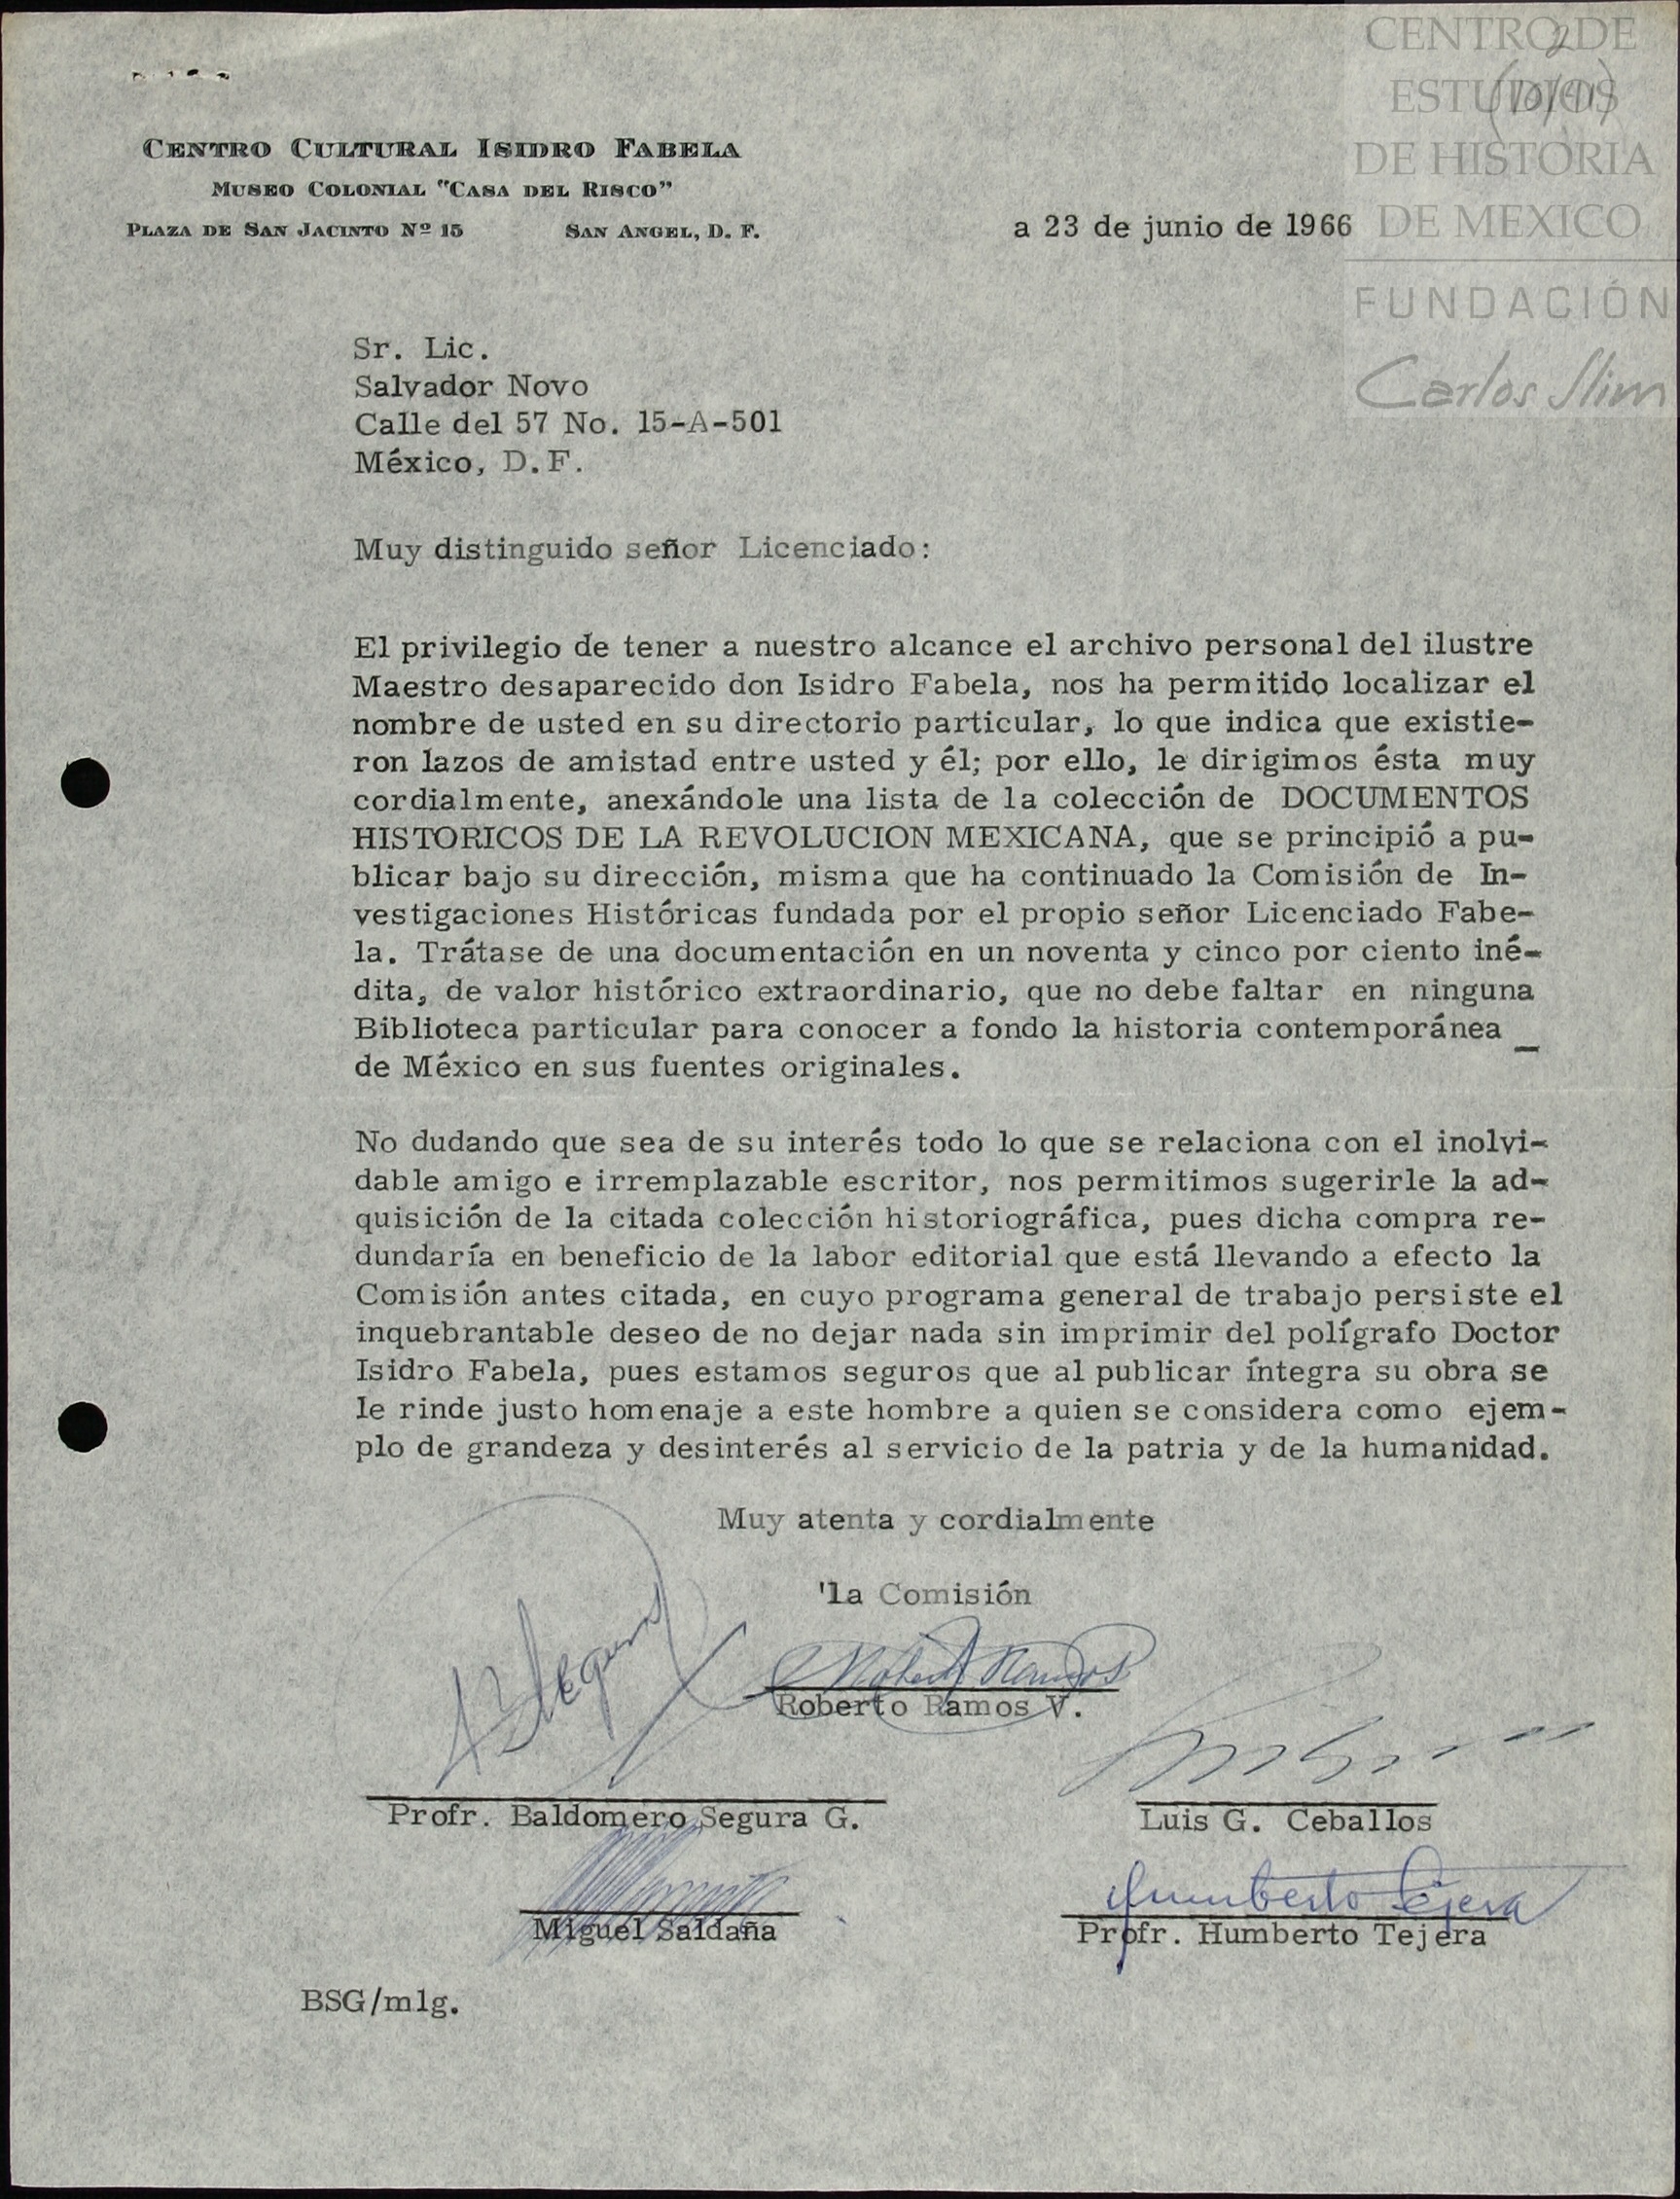 CENTRO DE
ESTUDIOS
DE HISTORIA
DE MEXICO
FUNDACIÓN
Carlos Slim
2
CENTRO CULTURAL ISIDRO FABELA
MUSEO COLONIAL "CASA DEL RISCO"
PLAZA DE SAN JACINTO Nº 15 SAN ANGEL, D. F.
a 23 de junio de 1966
Sr. Lic.
Salvador Novo
Calle del 57 No. 15-A-501
México, D.F.
Muy distinguido señor Licenciado:
El privilegio de tener a nuestro alcance el archivo personal del ilustre
Maestro desaparecido don Isidro Fabela, nos ha permitido localizar el
nombre de usted en su directorio particular, lo que indica que existie-
ron lazos de amistad entre usted y él; por ello, le dirigimos ésta muy
cordialmente, anexándole una lista de la colección de DOCUMENTOS
HISTORICOS DE LA REVOLUCION MEXICANA, que se principió a pu-
blicar bajo su dirección, misma que ha continuado la Comisión de In-
vestigaciones Históricas fundada por el propio señor Licenciado Fabe-
la. Trátase de una documentación en un noventa y cinco por ciento iné-
dita, de valor histórico extraordinario, que no debe faltar en ninguna
Biblioteca particular para conocer a fondo la historia contemporánea _
de México en sus fuentes originales.
No dudando que sea de su interés todo lo que se relaciona con el inolvi-
dable amigo e irremplazable escritor, nos permitimos sugerirle la ad-
quisición de la citada colección historiográfica, pues dicha compra re-
dundaría en beneficio de la labor editorial que está llevando a efecto la
Comisión antes citada, en cuyo programa general de trabajo persiste el
inquebrantable deseo de no dejar nada sin imprimir del polígrafo Doctor
Isidro Fabela, pues estamos seguros que al publicar íntegra su obra se
le rinde justo homenaje a este hombre a quien se considera como ejem-
plo de grandeza y desinterés al servicio de la patria y de la humanidad.
Muy atenta y cordialmente
'la Comisión
B Segura
Roberto Ramos
Roberto Ramos V.
Profr. Baldomero Segura G.
Luis G. Ceballos
Humberto Tejera
Miguel Saldaña
Profr. Humberto Tejera
BSG/mlg.